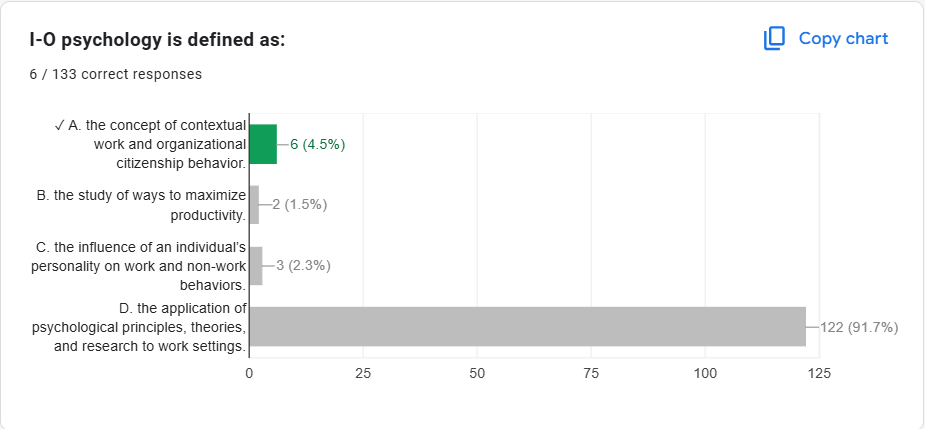 I-O psychology is defined as:
Copy chart
6 / 133 correct responses
✓ A. the concept of contextual
work and organizational
citizenship behavior.
6 (4.5%)
B. the study of ways to maximize
productivity.
2 (1.5%)
C. the influence of an individual’s
personality on work and non-work
behaviors.
3 (2.3%)
D. the application of
psychological principles, theories,
and research to work settings.
122 (91.7%)
0 25 50 75 100 125